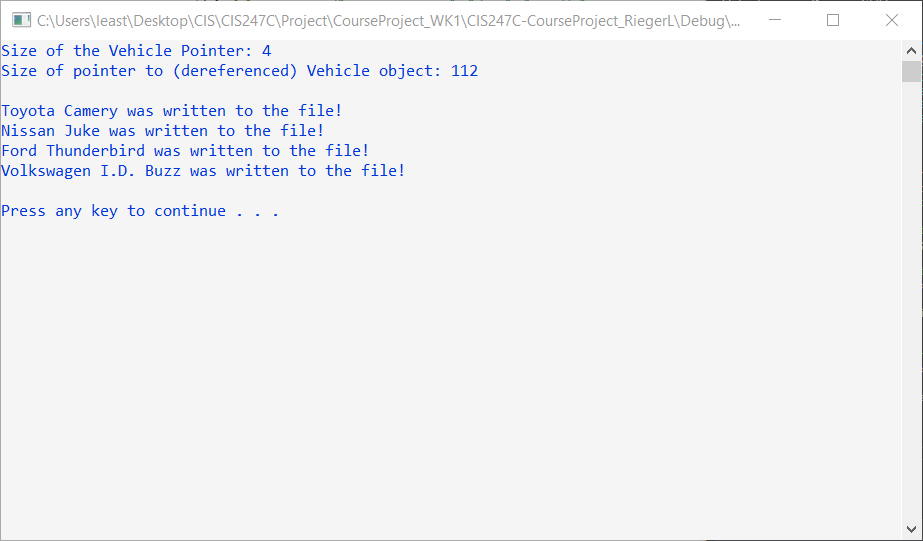 C:\Users\least\Desktop\CIS\CIS247C\Project\CourseProject_WK1\CIS247C-CourseProject_RiegerL\Debug\...
Size of the Vehicle Pointer: 4
Size of pointer to (dereferenced) Vehicle object: 112
Toyota Camery was written to the file!
Nissan Juke was written to the file!
Ford Thunderbird was written to the file!
Volkswagen I.D. Buzz was written to the file!
Press any key to continue . . .